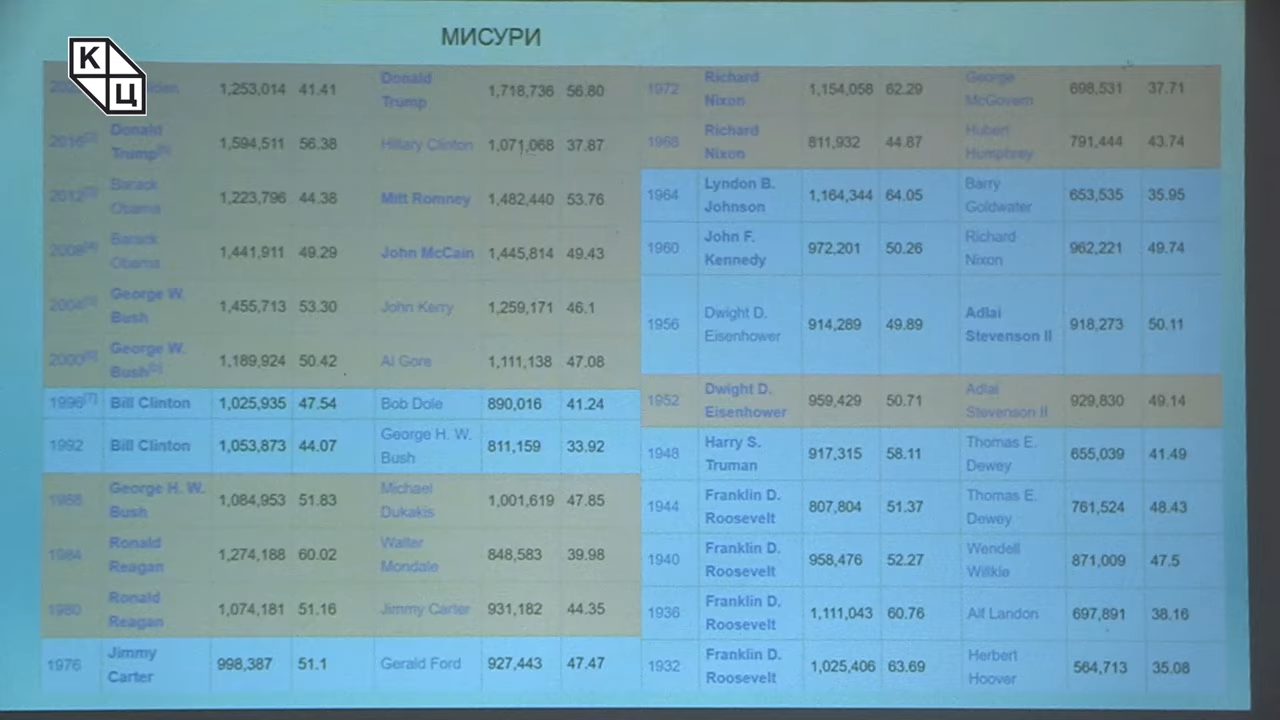 К
Ц
МИСУРИ
1,253,014 41.41 Donald Trump 1,718,736 56.80
2016[2] Donald Trump[b] 1,594,511 56.38 Hillary Clinton 1,071,068 37.87
2012[3] Barack Obama 1,223,796 44.38 Mitt Romney 1,482,440 53.76
2008[4] Barack Obama 1,441,911 49.29 John McCain 1,445,814 49.43
2004[5] George W. Bush 1,455,713 53.30 John Kerry 1,259,171 46.1
2000[6] George W. Bush[c] 1,189,924 50.42 Al Gore 1,111,138 47.08
1996[7] Bill Clinton 1,025,935 47.54 Bob Dole 890,016 41.24
1992 Bill Clinton 1,053,873 44.07 George H. W. Bush 811,159 33.92
1988 George H. W. Bush 1,084,953 51.83 Michael Dukakis 1,001,619 47.85
1984 Ronald Reagan 1,274,188 60.02 Walter Mondale 848,583 39.98
1980 Ronald Reagan 1,074,181 51.16 Jimmy Carter 931,182 44.35
1976 Jimmy Carter 998,387 51.1 Gerald Ford 927,443 47.47
1972 Richard Nixon 1,154,058 62.29 George McGovern 698,531 37.71
1968 Richard Nixon 811,932 44.87 Hubert Humphrey 791,444 43.74
1964 Lyndon B. Johnson 1,164,344 64.05 Barry Goldwater 653,535 35.95
1960 John F. Kennedy 972,201 50.26 Richard Nixon 962,221 49.74
1956 Dwight D. Eisenhower 914,289 49.89 Adlai Stevenson II 918,273 50.11
1952 Dwight D. Eisenhower 959,429 50.71 Adlai Stevenson II 929,830 49.14
1948 Harry S. Truman 917,315 58.11 Thomas E. Dewey 655,039 41.49
1944 Franklin D. Roosevelt 807,804 51.37 Thomas E. Dewey 761,524 48.43
1940 Franklin D. Roosevelt 958,476 52.27 Wendell Willkie 871,009 47.5
1936 Franklin D. Roosevelt 1,111,043 60.76 Alf Landon 697,891 38.16
1932 Franklin D. Roosevelt 1,025,406 63.69 Herbert Hoover 564,713 35.08